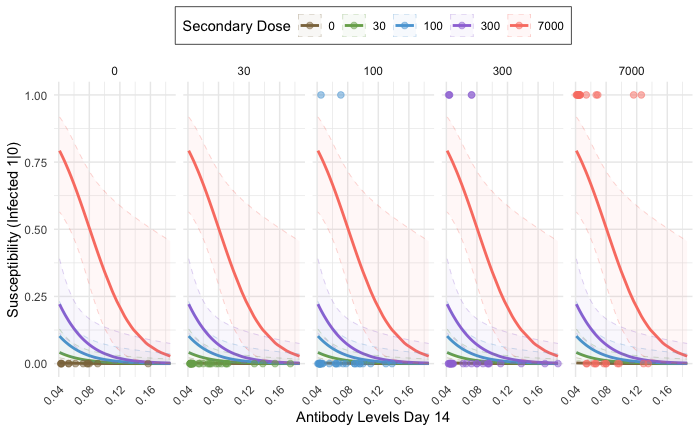 Secondary Dose 0 30 100 300 7000
0 30 100 300 7000
1.00
0.75
0.50
0.25
0.00
Susceptibility (Infected 1|0)
0.04 0.08 0.12 0.16 0.04 0.08 0.12 0.16 0.04 0.08 0.12 0.16 0.04 0.08 0.12 0.16 0.04 0.08 0.12 0.16
Antibody Levels Day 14